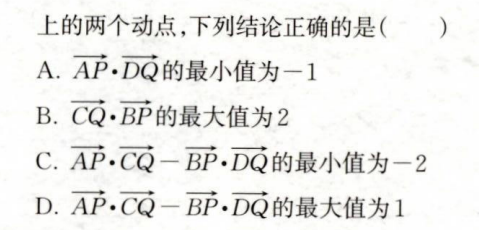 上的两个动点,下列结论正确的是(　　)
A. $\overrightarrow{AP}\cdot\overrightarrow{DQ}$的最小值为−1
B. $\overrightarrow{CQ}\cdot\overrightarrow{BP}$的最大值为2
C. $\overrightarrow{AP}\cdot\overrightarrow{CQ}-\overrightarrow{BP}\cdot\overrightarrow{DQ}$的最小值为−2
D. $\overrightarrow{AP}\cdot\overrightarrow{CQ}-\overrightarrow{BP}\cdot\overrightarrow{DQ}$的最大值为1